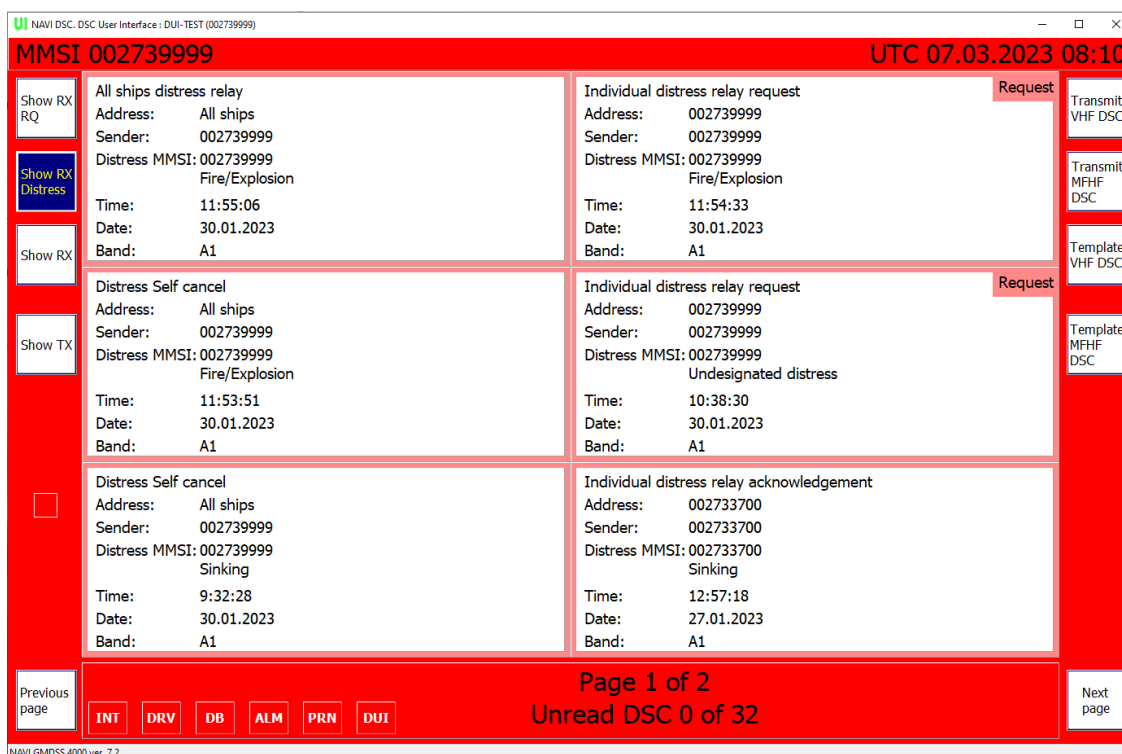 UI NAVI DSC. DSC User Interface : DUI-TEST (002739999)
MMSI 002739999
UTC 07.03.2023 08:10
Show RX
RQ
Show RX
Distress
Show RX
Show TX
Previous
page
All ships distress relay
Address: All ships
Sender: 002739999
Distress MMSI: 002739999
Fire/Explosion
Time: 11:55:06
Date: 30.01.2023
Band: A1
Individual distress relay request
Request
Address: 002739999
Sender: 002739999
Distress MMSI: 002739999
Fire/Explosion
Time: 11:54:33
Date: 30.01.2023
Band: A1
Distress Self cancel
Address: All ships
Sender: 002739999
Distress MMSI: 002739999
Fire/Explosion
Time: 11:53:51
Date: 30.01.2023
Band: A1
Individual distress relay request
Request
Address: 002739999
Sender: 002739999
Distress MMSI: 002739999
Undesignated distress
Time: 10:38:30
Date: 30.01.2023
Band: A1
Distress Self cancel
Address: All ships
Sender: 002739999
Distress MMSI: 002739999
Sinking
Time: 9:32:28
Date: 30.01.2023
Band: A1
Individual distress relay acknowledgement
Address: 002733700
Sender: 002733700
Distress MMSI: 002733700
Sinking
Time: 12:57:18
Date: 27.01.2023
Band: A1
Transmit
VHF DSC
Transmit
MFHF
DSC
Template
VHF DSC
Template
MFHF
DSC
Next
page
Page 1 of 2
Unread DSC 0 of 32
INT DRV DB ALM PRN DUI
NAVI GMDSS 4000 ver. 7.2